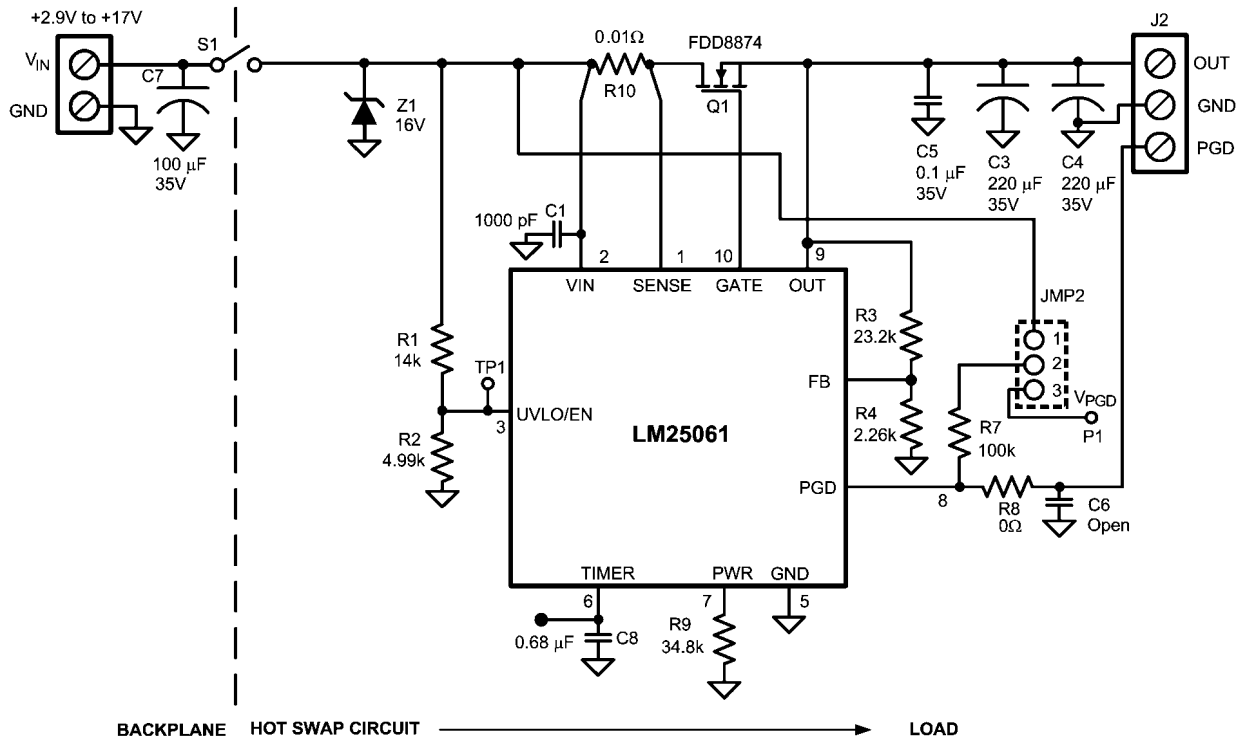 +2.9V to +17V
VIN
GND
C7
100 μF
35V
S1
Z1
16V
0.01Ω
R10
FDD8874
Q1
C5
0.1 μF
35V
C3
220 μF
35V
C4
220 μF
35V
J2
OUT
GND
PGD
1000 pF
C1
2
1
10
9
VIN
SENSE
GATE
OUT
R1
14k
TP1
UVLO/EN
3
R2
4.99k
LM25061
FB
PGD
R3
23.2k
R4
2.26k
JMP2
1
2
3
VPGD
P1
R7
100k
8
R8
0Ω
C6
Open
TIMER
PWR
GND
6
7
5
0.68 μF
C8
R9
34.8k
BACKPLANE
HOT SWAP CIRCUIT
LOAD